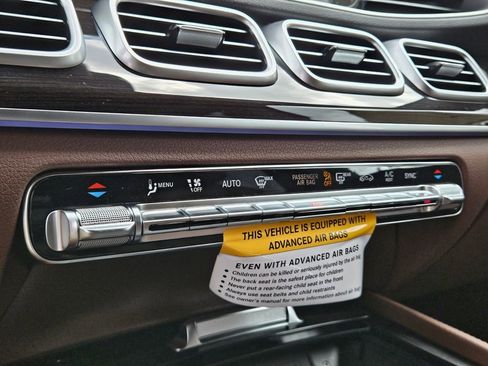 MENU OFF AUTO MAX PASSENGER AIR BAG OFF REAR A/C SYNC
THIS VEHICLE IS EQUIPPED WITH
ADVANCED AIR BAGS
EVEN WITH ADVANCED AIR BAGS
• Children can be killed or seriously injured by the air bag
• The back seat is the safest place for children
• Never put a rear-facing child seat in the front
• Always use seat belts and child restraints
See owner's manual for more information about air